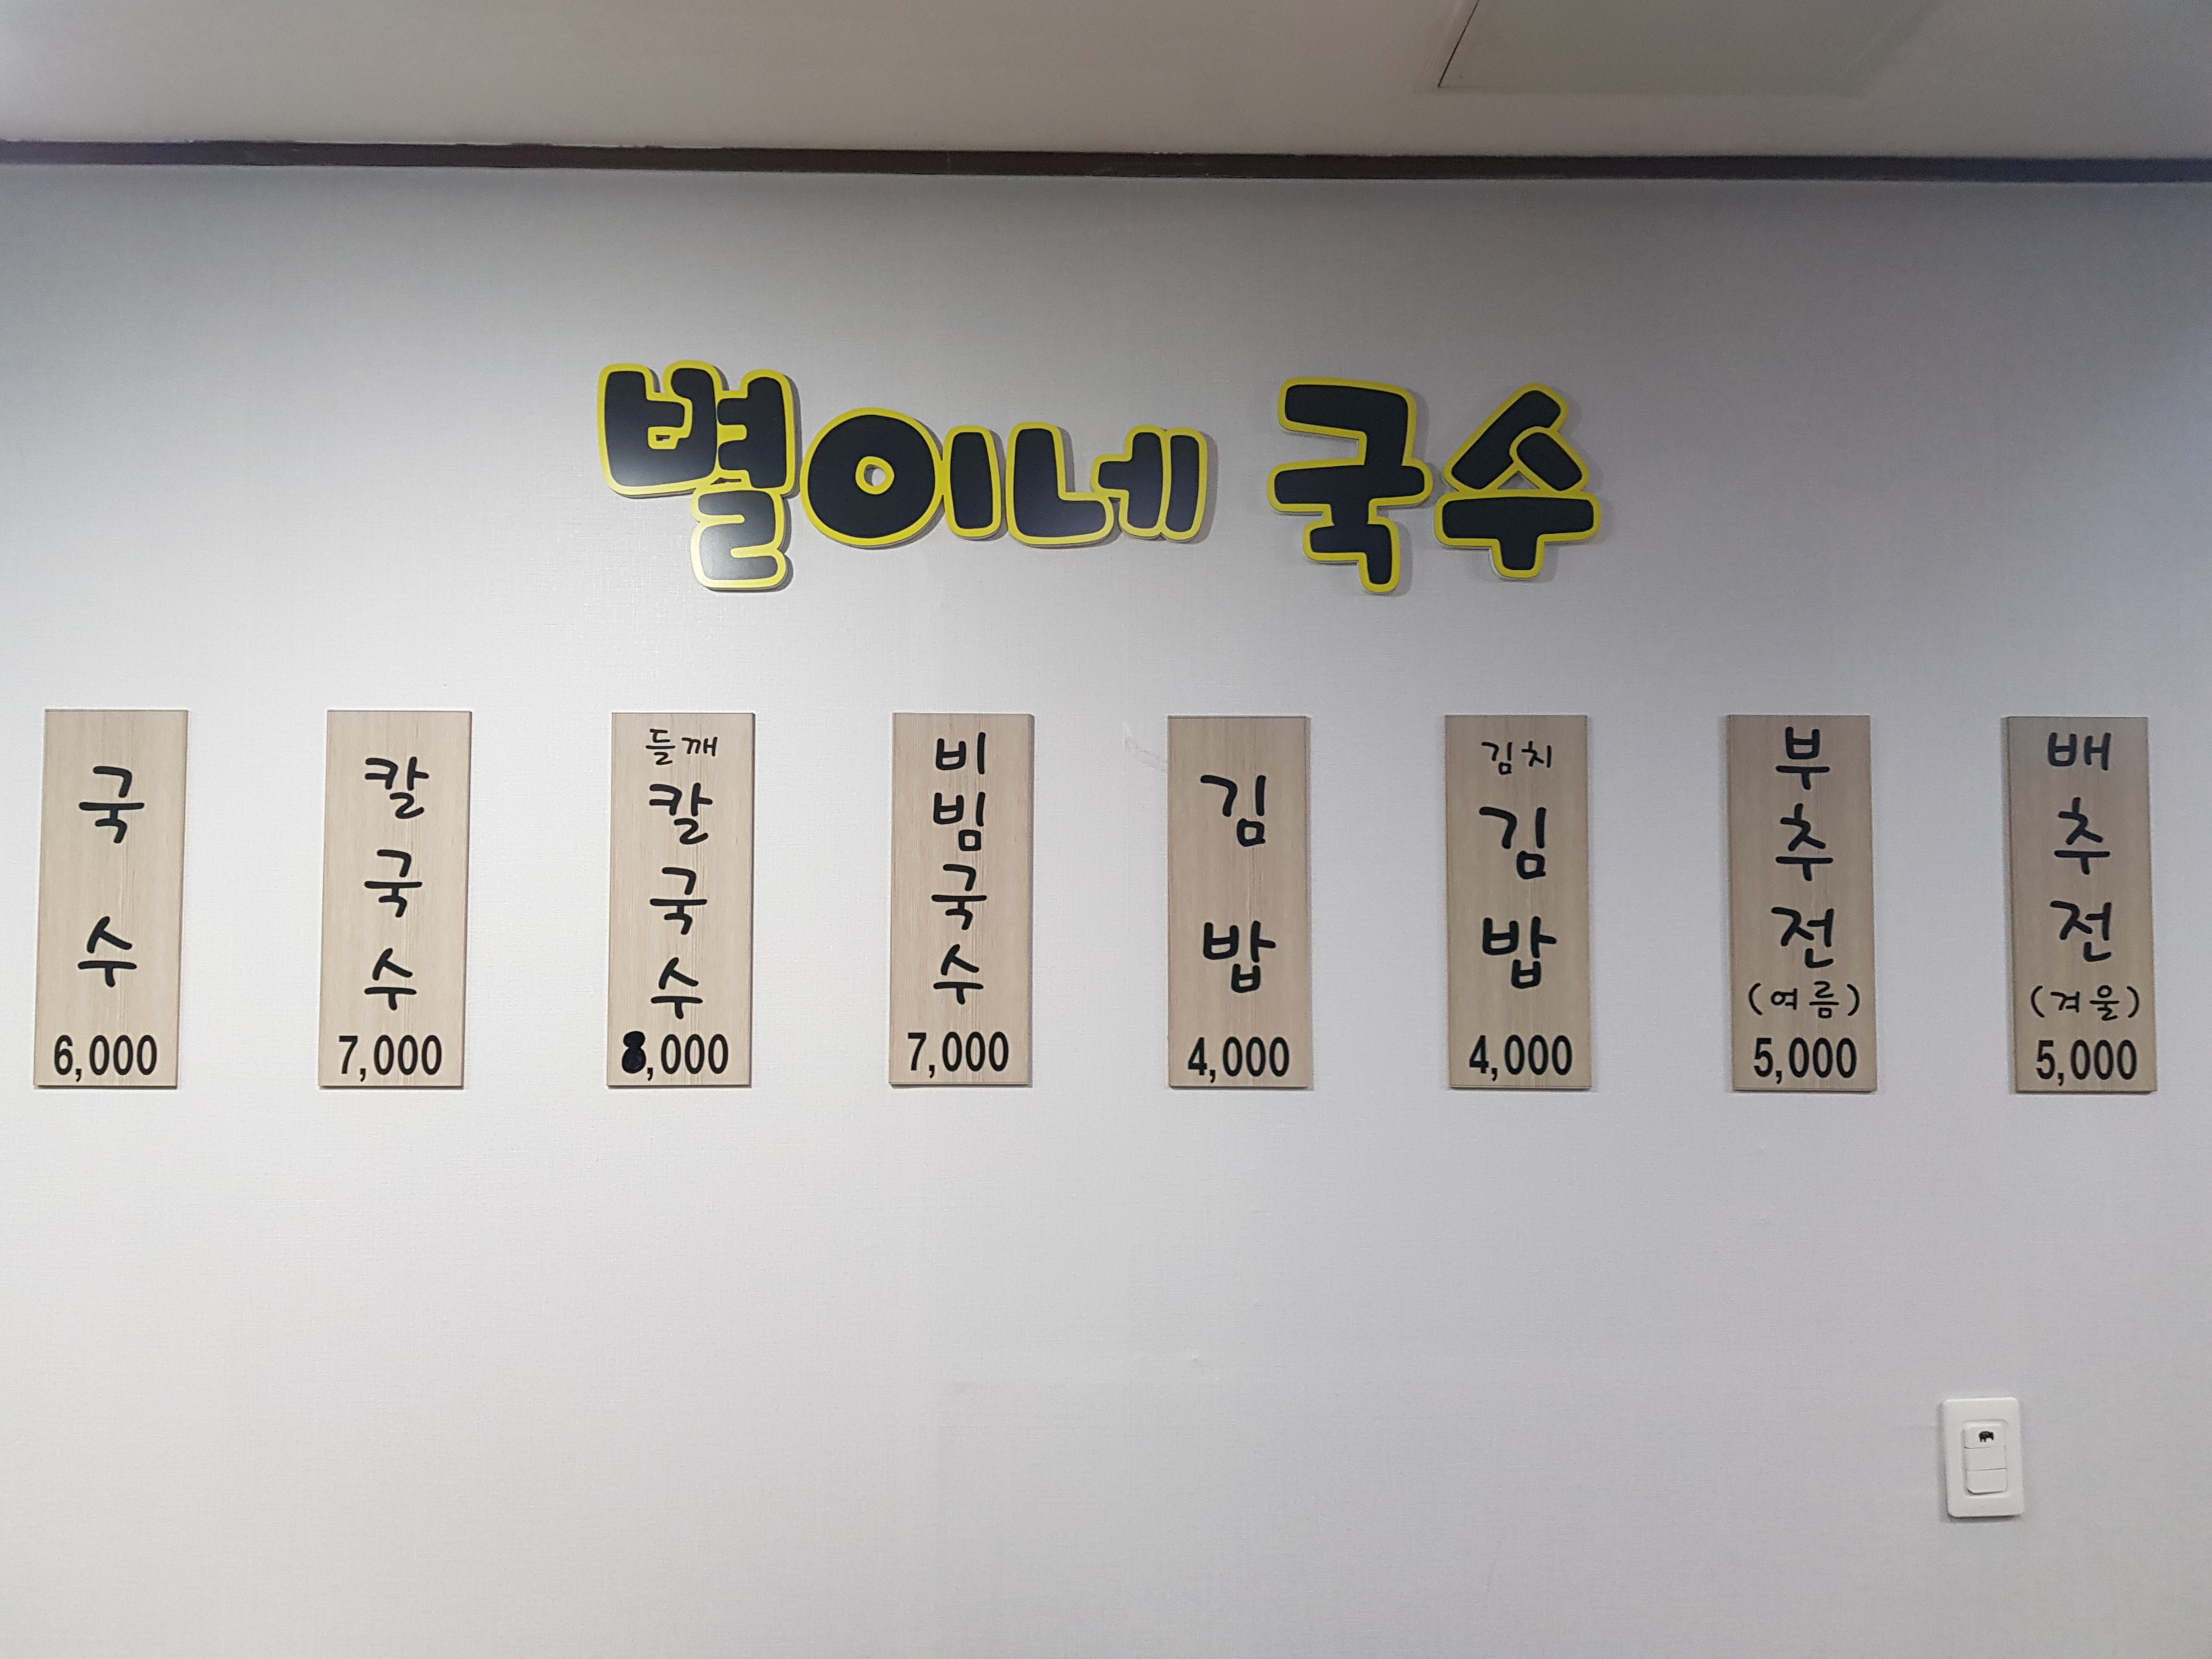 별이네 국수
국수
6,000
칼국수
7,000
들깨
칼국수
8,000
비빔국수
7,000
김밥
4,000
김치
김밥
4,000
부추전
(여름)
5,000
배추전
(겨울)
5,000